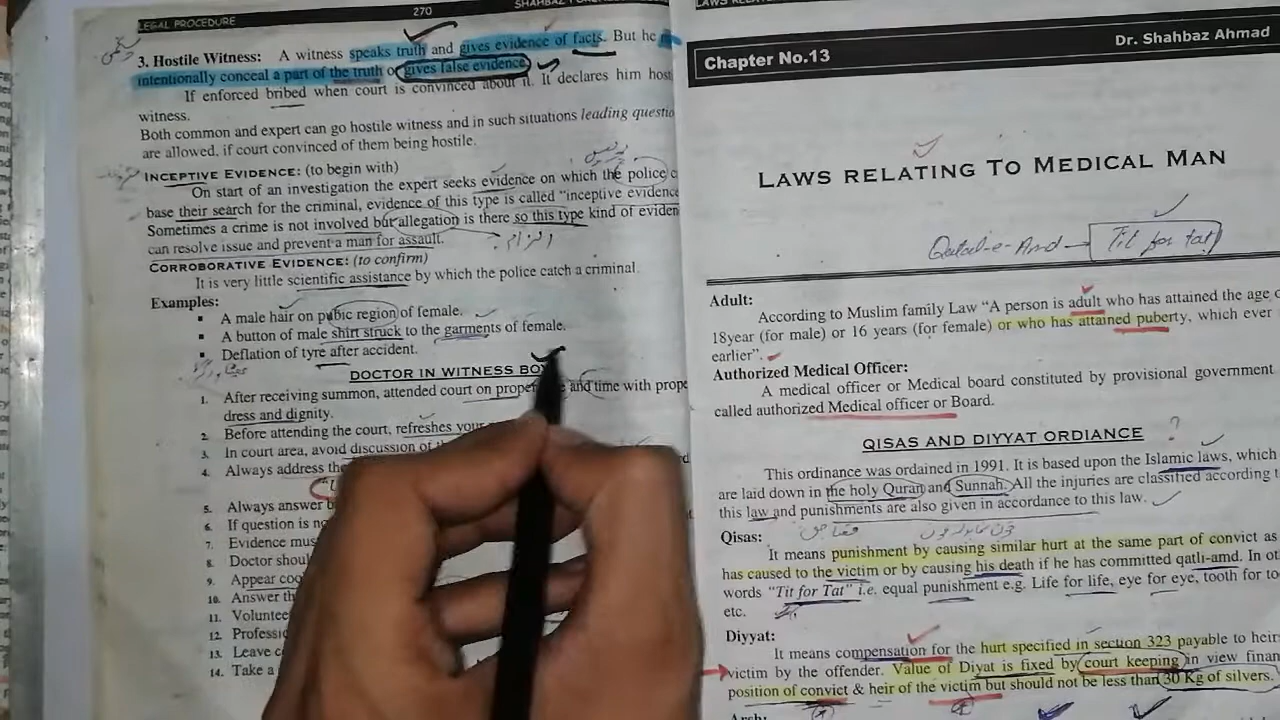 LEGAL PROCEDURE 270
3. Hostile Witness: A witness speaks truth and gives evidence of facts. But he
intentionally conceal a part of the truth or gives false evidence.
If enforced bribed when court is convinced about it. It declares him
witness.
Both common and expert can go hostile witness and in such situations leading
are allowed, if court convinced of them being hostile.
INCEPTIVE EVIDENCE: (to begin with)
On start of an investigation the expert seeks evidence on which the police
base their search for the criminal, evidence of this type is called “inceptive evidence
Sometimes a crime is not involved but allegation is there so this type kind of
can resolve issue and prevent a man for assault.
CORROBORATIVE EVIDENCE: (to confirm)
It is very little scientific assistance by which the police catch a criminal.
Examples:
▪ A male hair on pubic region of female.
▪ A button of male shirt struck to the garments of female.
▪ Deflation of tyre after accident.
DOCTOR IN WITNESS
1. After receiving summon, attended court on proper and time with
dress and dignity.
2. Before attending the court, refreshes
3. In court area, avoid discussion of
4. Always address the
5. Always answer
6. If question is
7. Evidence
8. Doctor
9. Appear
10. Answer
11.
12.
13. Leave
14. Take a
LAWS
Chapter No.13
Dr. Shahbaz Ahmad
LAWS RELATING TO MEDICAL MAN
Tit for tat
Adult:
According to Muslim family Law “A person is adult who has attained the age
18year (for male) or 16 years (for female) or who has attained puberty, which ever
earlier”.
Authorized Medical Officer:
A medical officer or Medical board constituted by provisional government
called authorized Medical officer or Board.
QISAS AND DIYYAT ORDIANCE ?
This ordinance was ordained in 1991. It is based upon the Islamic laws, which
are laid down in the holy Quran and Sunnah. All the injuries are classified according
this law and punishments are also given in accordance to this law.
Qisas:
It means punishment by causing similar hurt at the same part of convict as
has caused to the victim or by causing his death if he has committed qatli-amd. In
words "Tit for Tat" i.e. equal punishment e.g. Life for life, eye for eye, tooth for
etc.
Diyyat:
It means compensation for the hurt specified in section 323 payable to
victim by the offender. Value of Diyat is fixed by court keeping in view
position of convict & heir of the victim but should not be less than 30 Kg of silvers.